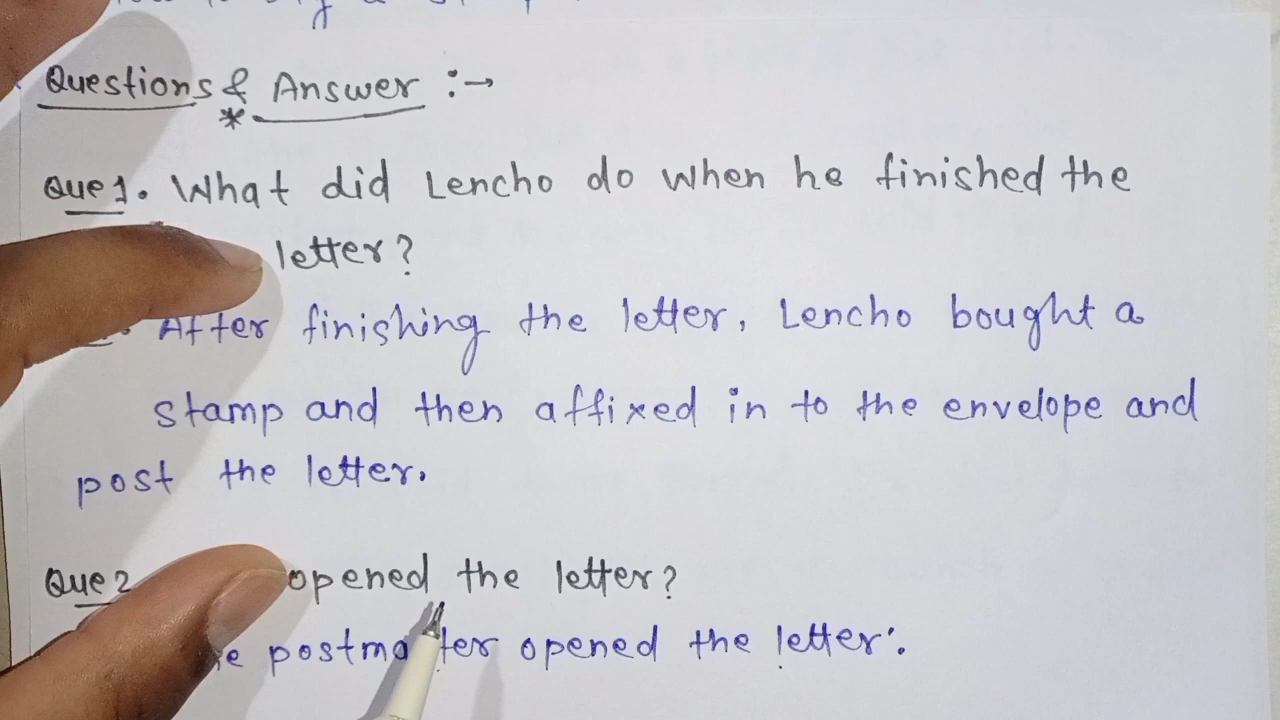 Questions & Answer :→
*
Que 1. What did Lencho do when he finished the
letter?
After finishing the letter, Lencho bought a
stamp and then affixed in to the envelope and
post the letter.
Que 2 opened the letter?
opened the letter.